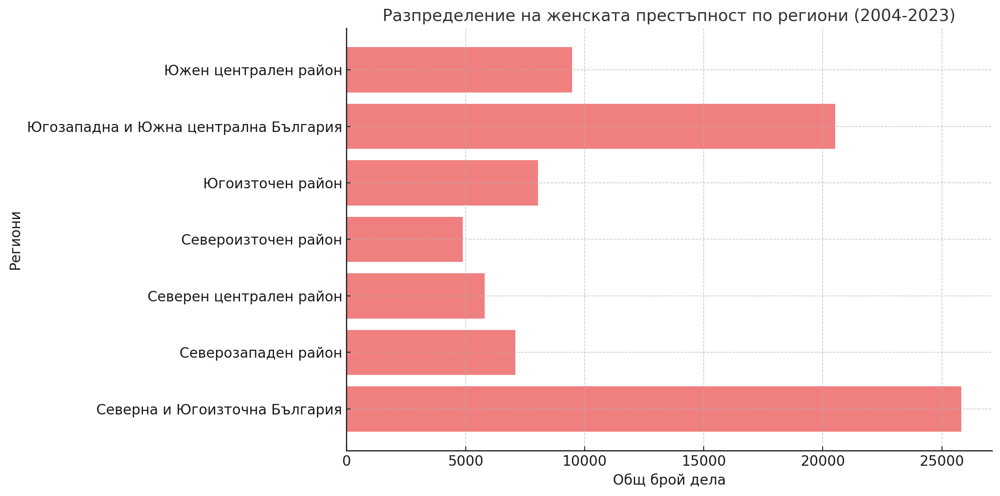 Разпределение на женската престъпност по региони (2004-2023)
Южен централен район
Югозападна и Южна централна България
Югоизточен район
Североизточен район
Северен централен район
Северозападен район
Северна и Югоизточна България
Региони
0 5000 10000 15000 20000 25000
Общ брой дела